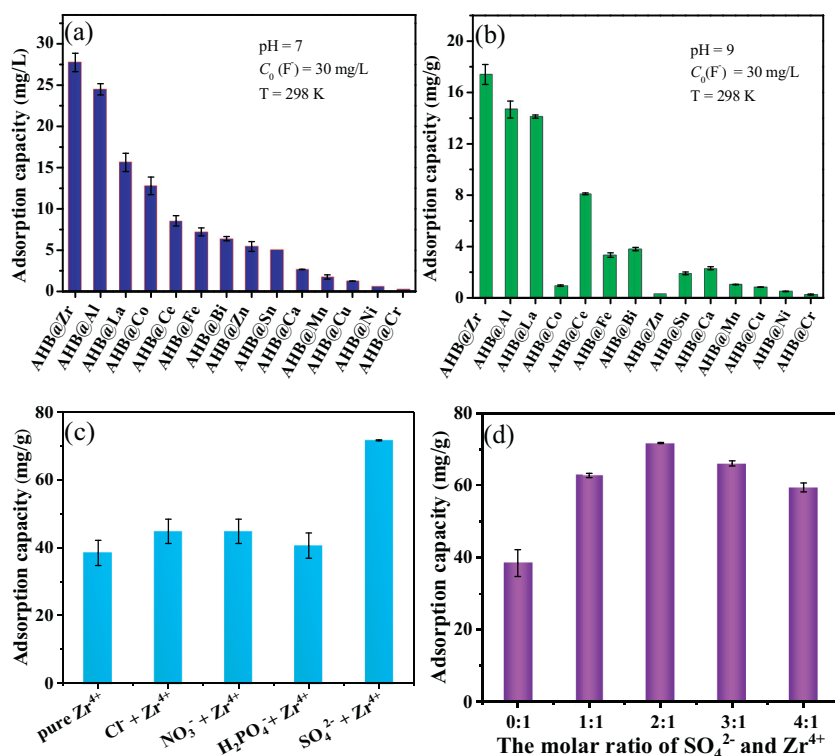 (a)
pH = 7
C₀(F⁻) = 30 mg/L
T = 298 K
Adsorption capacity (mg/L)
30
25
20
15
10
5
0
AHB@Zr
AHB@Al
AHB@La
AHB@Co
AHB@Ce
AHB@Fe
AHB@Bi
AHB@Zn
AHB@Sn
AHB@Ca
AHB@Mn
AHB@Cu
AHB@Ni
AHB@Cr
(b)
pH = 9
C₀(F⁻) = 30 mg/L
T = 298 K
Adsorption capacity (mg/g)
20
16
12
8
4
0
AHB@Zr
AHB@Al
AHB@La
AHB@Co
AHB@Ce
AHB@Fe
AHB@Bi
AHB@Zn
AHB@Sn
AHB@Ca
AHB@Mn
AHB@Cu
AHB@Ni
AHB@Cr
(c)
Adsorption capacity (mg/g)
80
60
40
20
0
pure Zr⁴⁺
Cl⁻ + Zr⁴⁺
NO₃⁻ + Zr⁴⁺
H₂PO₄⁻ + Zr⁴⁺
SO₄²⁻ + Zr⁴⁺
(d)
Adsorption capacity (mg/g)
80
60
40
20
0
0:1
1:1
2:1
3:1
4:1
The molar ratio of SO₄²⁻ and Zr⁴⁺